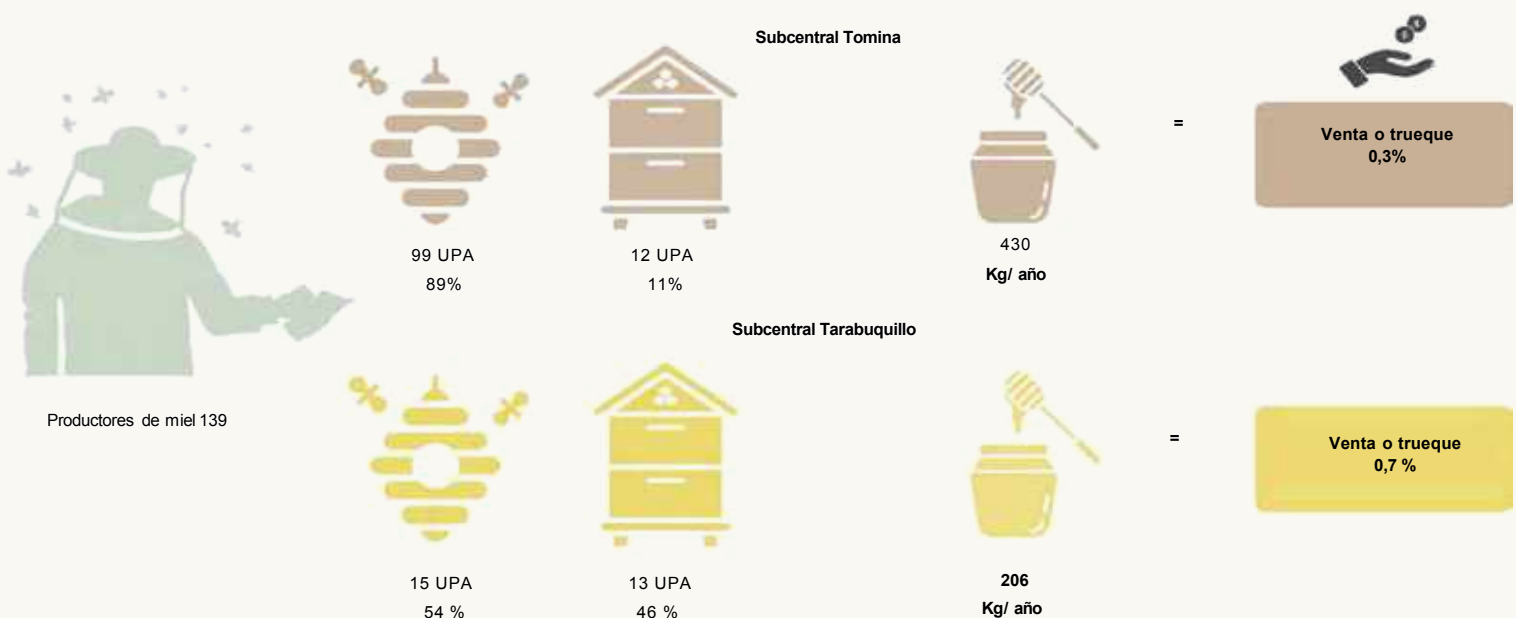 Subcentral Tomina
99 UPA
89%
12 UPA
11%
430
Kg/ año
=
Venta o trueque
0,3%
Productores de miel 139
Subcentral Tarabuquillo
15 UPA
54 %
13 UPA
46 %
206
Kg/ año
=
Venta o trueque
0,7 %